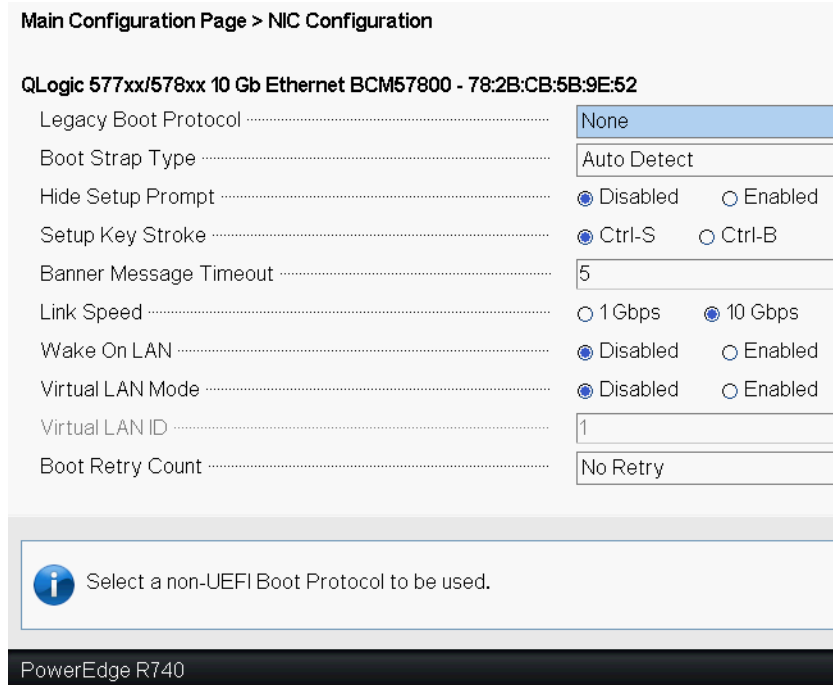 Main Configuration Page > NIC Configuration
QLogic 577xx/578xx 10 Gb Ethernet BCM57800 - 78:2B:CB:5B:9E:52
Legacy Boot Protocol None
Boot Strap Type Auto Detect
Hide Setup Prompt Disabled Enabled
Setup Key Stroke Ctrl-S Ctrl-B
Banner Message Timeout 5
Link Speed 1 Gbps 10 Gbps
Wake On LAN Disabled Enabled
Virtual LAN Mode Disabled Enabled
Virtual LAN ID 1
Boot Retry Count No Retry
Select a non-UEFI Boot Protocol to be used.
PowerEdge R740